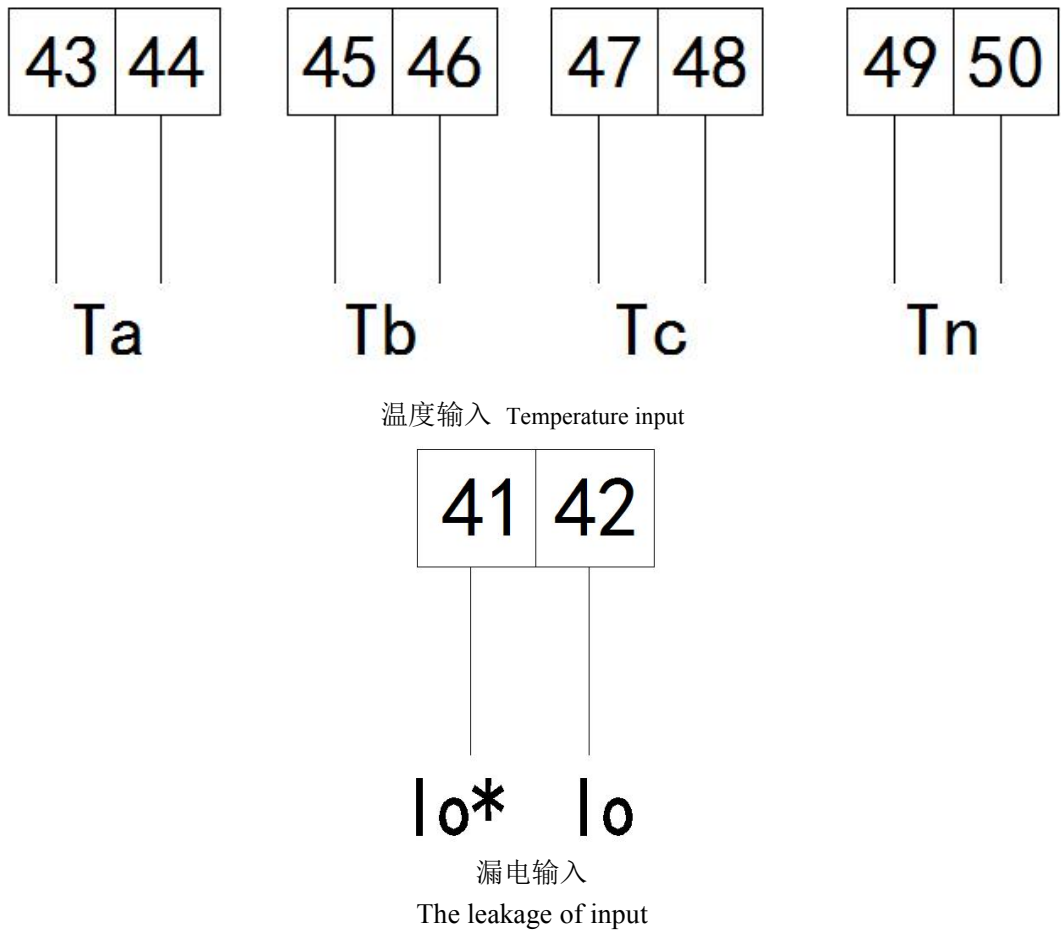 43 44 45 46 47 48 49 50
Ta Tb Tc Tn
温度输入 Temperature input
41 42
Io* Io
漏电输入
The leakage of input